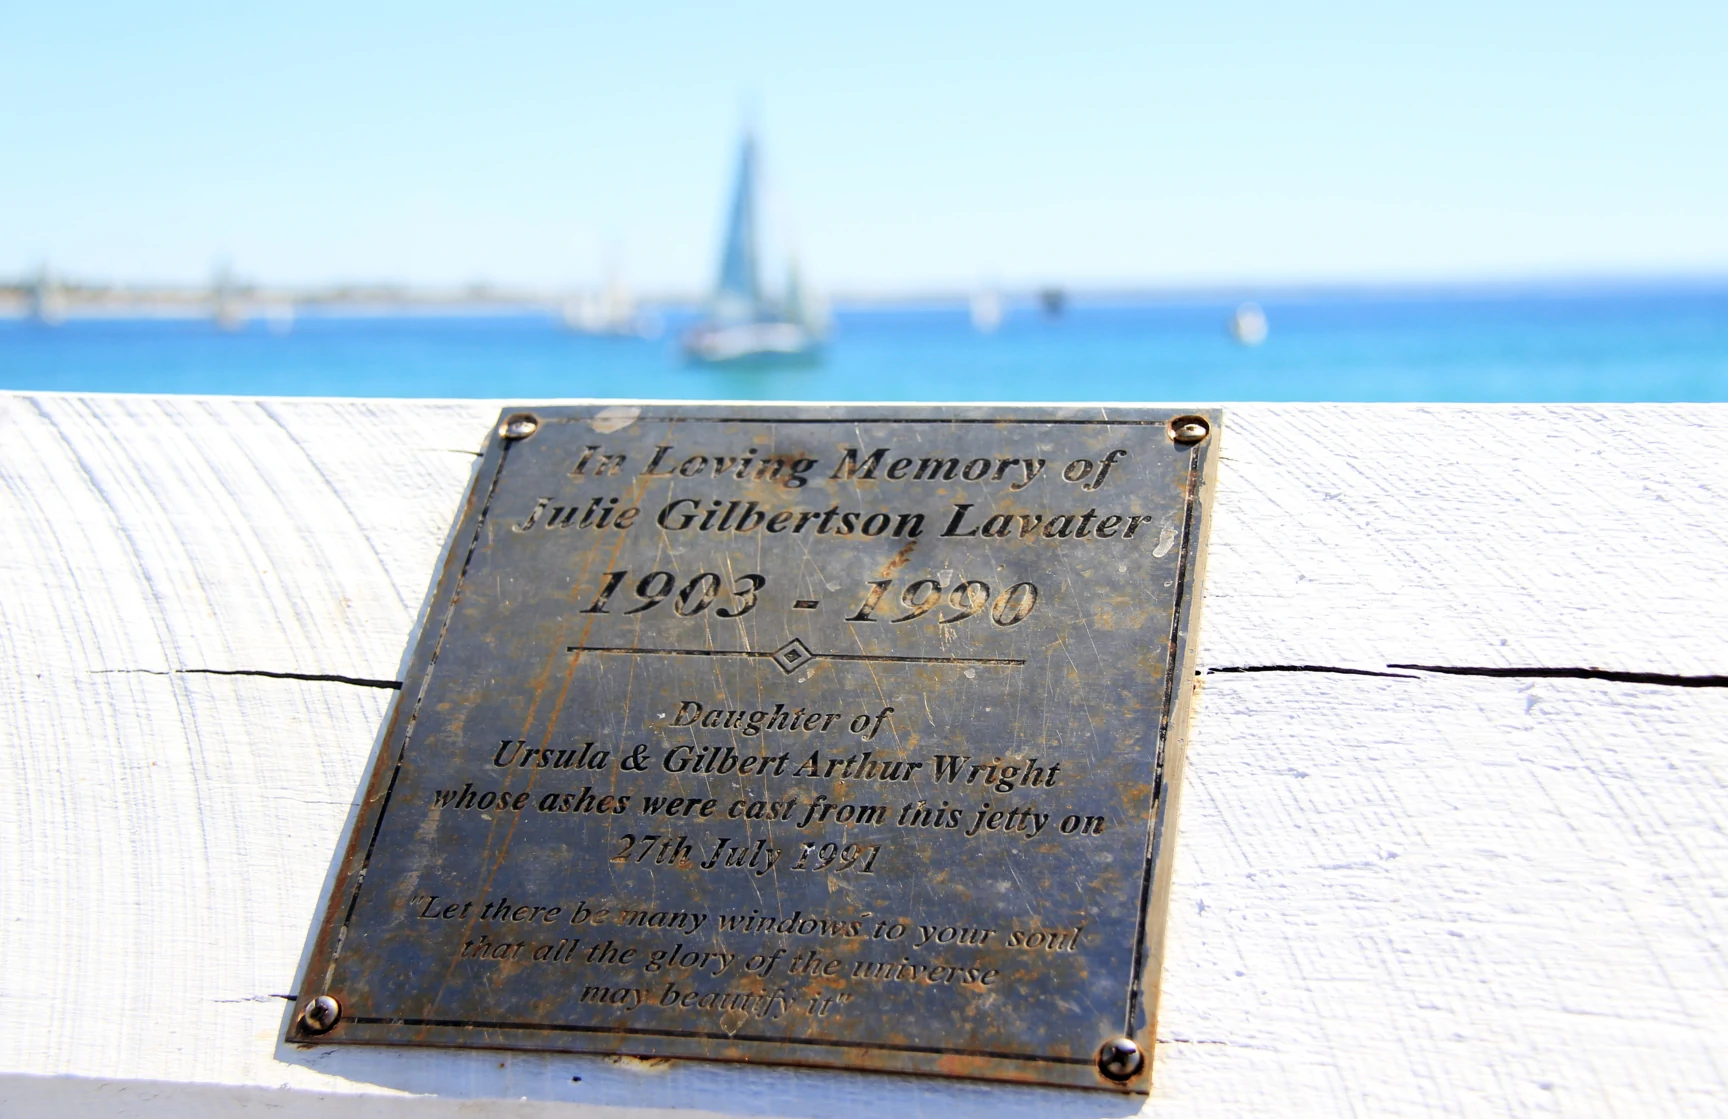 In Loving Memory of
Julie Gilbertson Lavater
1903 - 1990
Daughter of
Ursula & Gilbert Arthur Wright
whose ashes were cast from this jetty on
27th July 1991
"Let there be many windows to your soul
that all the glory of the universe
may beautify it"